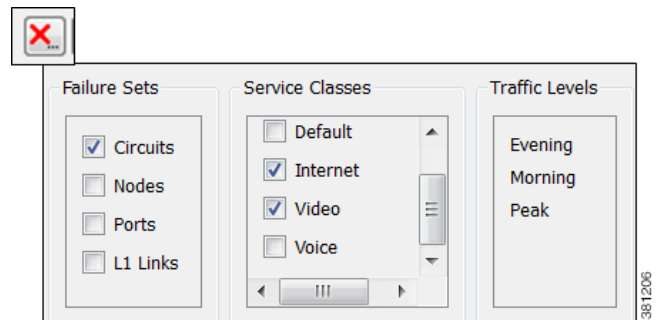 Failure Sets
Circuits
Nodes
Ports
L1 Links
Service Classes
Default
Internet
Video
Voice
Traffic Levels
Evening
Morning
Peak
381206